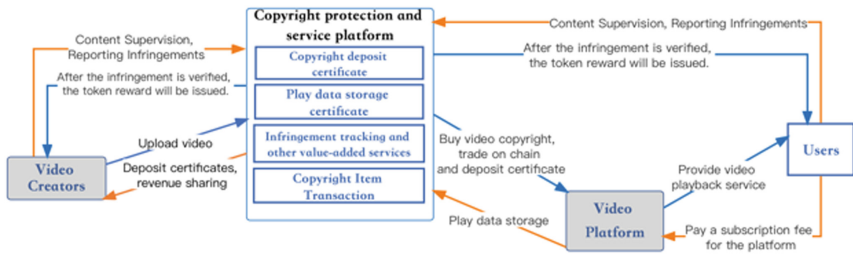 Copyright protection and
service platform
Content Supervision,
Reporting Infringements
After the infringement is verified,
the token reward will be issued.
Upload video
Deposit certificates,
revenue sharing
Video
Creators
Copyright deposit
certificate
Play data storage
certificate
Infringement tracking and
other value-added services
Copyright Item
Transaction
Content Supervision, Reporting Infringements
After the infringement is verified,
the token reward will be issued.
Buy video copyright,
trade on chain
and deposit certificate
Play data storage
Video
Platform
Provide video
playback service
Users
Pay a subscription fee
for the platform